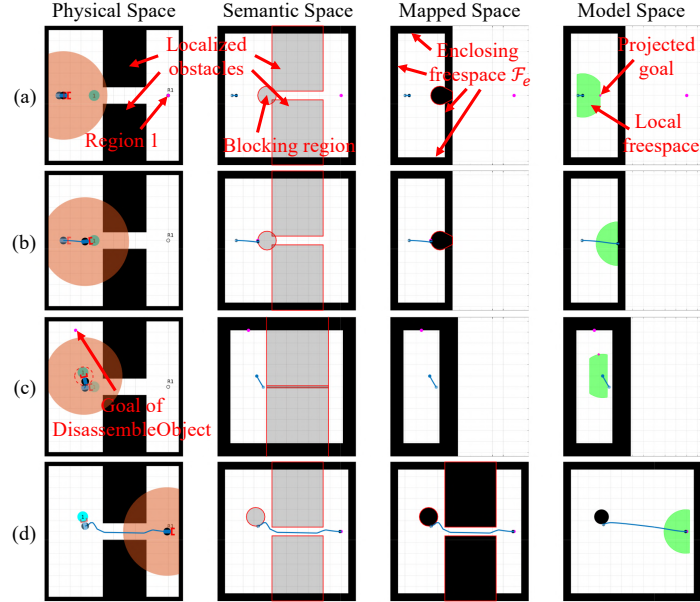 Physical Space Semantic Space Mapped Space Model Space
(a) Localized obstacles R1 Region 1 Blocking region Enclosing freespace 𝓕ₑ Projected goal Local freespace
(b) R1
(c) R1 Goal of DisassembleObject
(d)